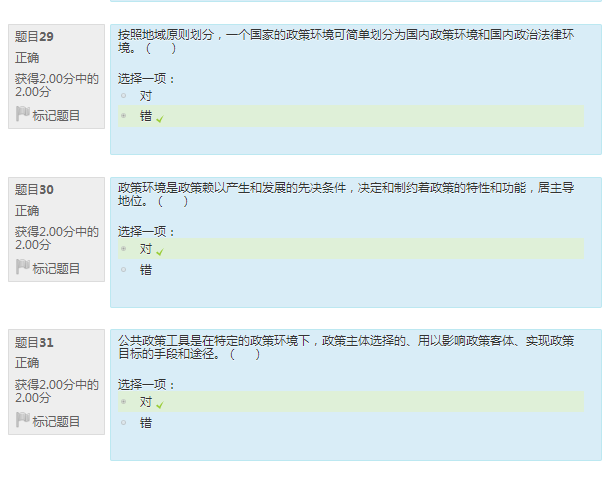 题目29
正确
获得2.00分中的
2.00分
标记题目
按照地域原则划分，一个国家的政策环境可简单划分为国内政策环境和国内政治法律环
境。（ ）
选择一项：
对
错
题目30
正确
获得2.00分中的
2.00分
标记题目
政策环境是政策赖以产生和发展的先决条件，决定和制约着政策的特性和功能，居主导
地位。（ ）
选择一项：
对
错
题目31
正确
获得2.00分中的
2.00分
标记题目
公共政策工具是在特定的政策环境下，政策主体选择的、用以影响政策客体、实现政策
目标的手段和途径。（ ）
选择一项：
对
错